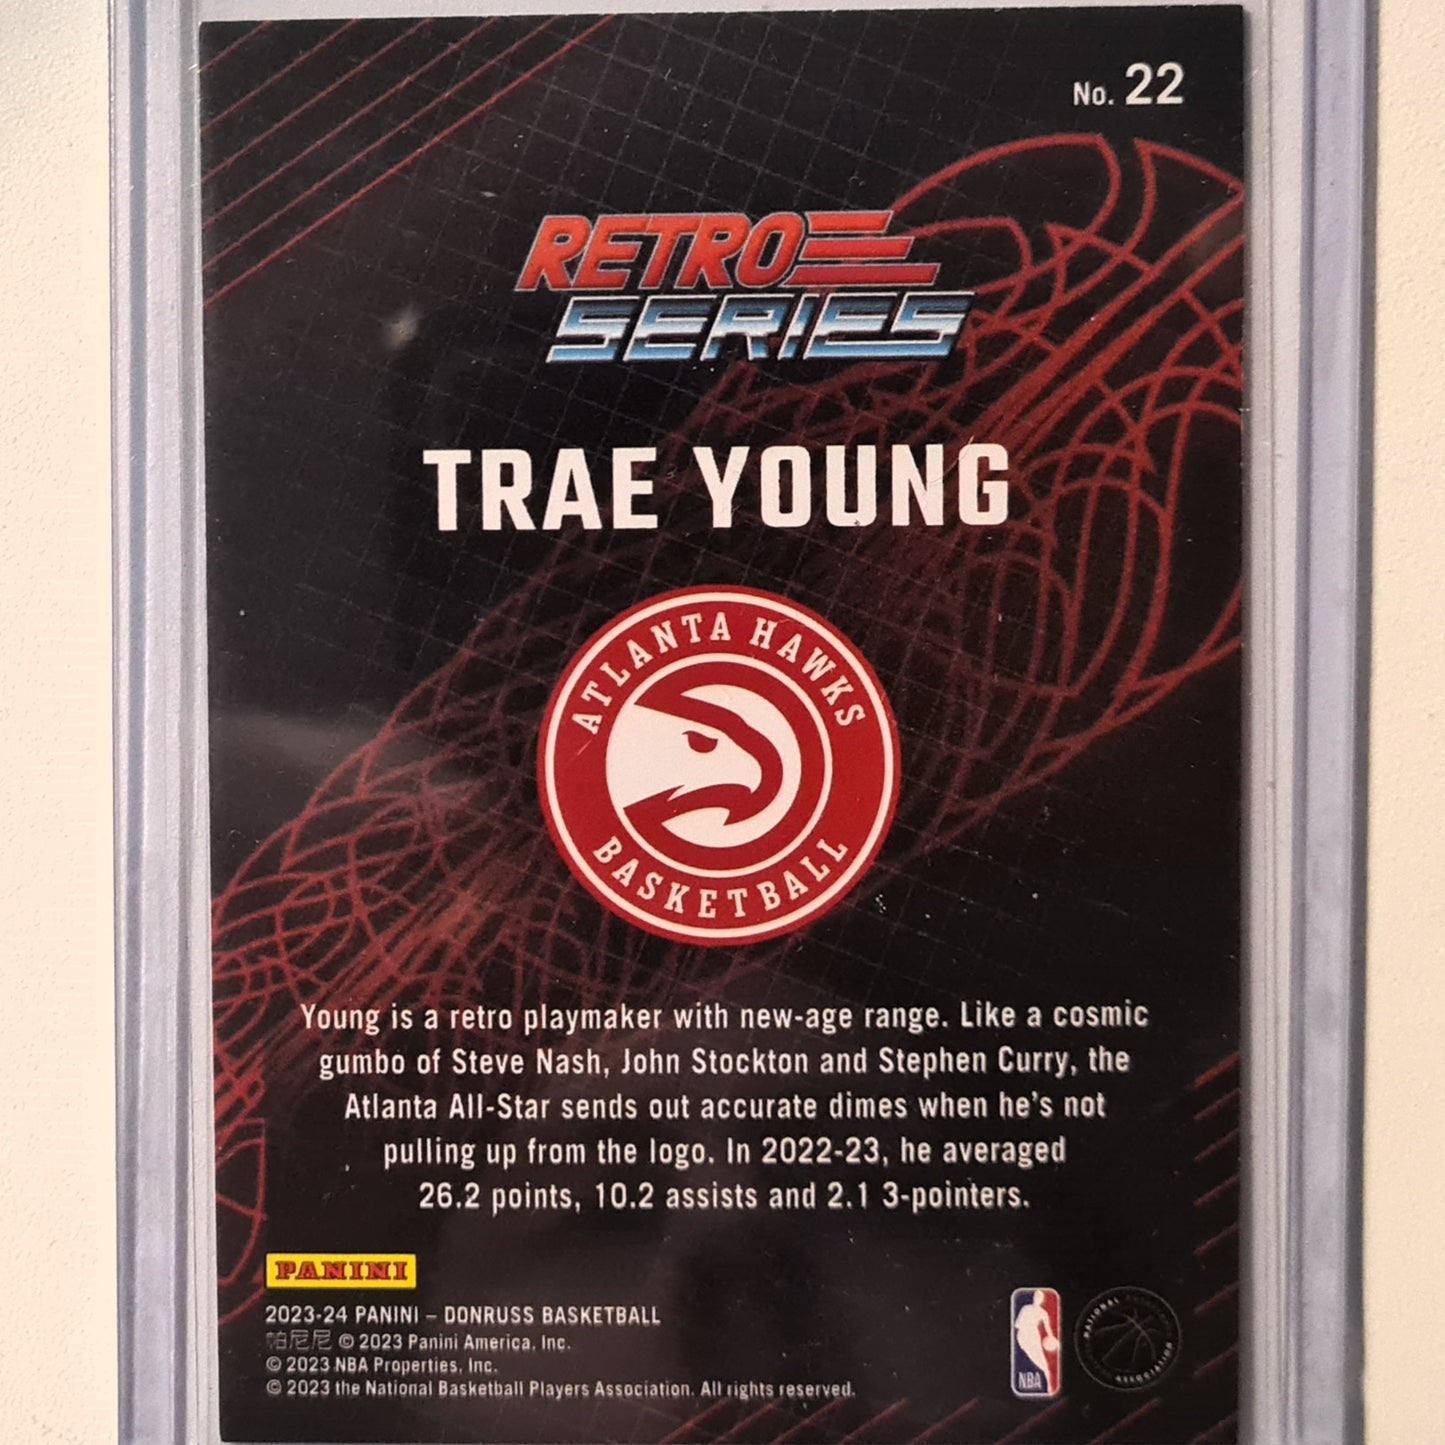 No. 22
RETRO
SERIES
TRAE YOUNG
ATLANTA HAWKS
BASKETBALL
Young is a retro playmaker with new-age range. Like a cosmic
gumbo of Steve Nash, John Stockton and Stephen Curry, the
Atlanta All-Star sends out accurate dimes when he's not
pulling up from the logo. In 2022-23, he averaged
26.2 points, 10.2 assists and 2.1 3-pointers.
PANINI
2023-24 PANINI – DONRUSS BASKETBALL
帕尼尼 © 2023 Panini America, Inc.
© 2023 NBA Properties, Inc.
© 2023 the National Basketball Players Association. All rights reserved.
NBA
NATIONAL BASKETBALL
ASSOCIATION